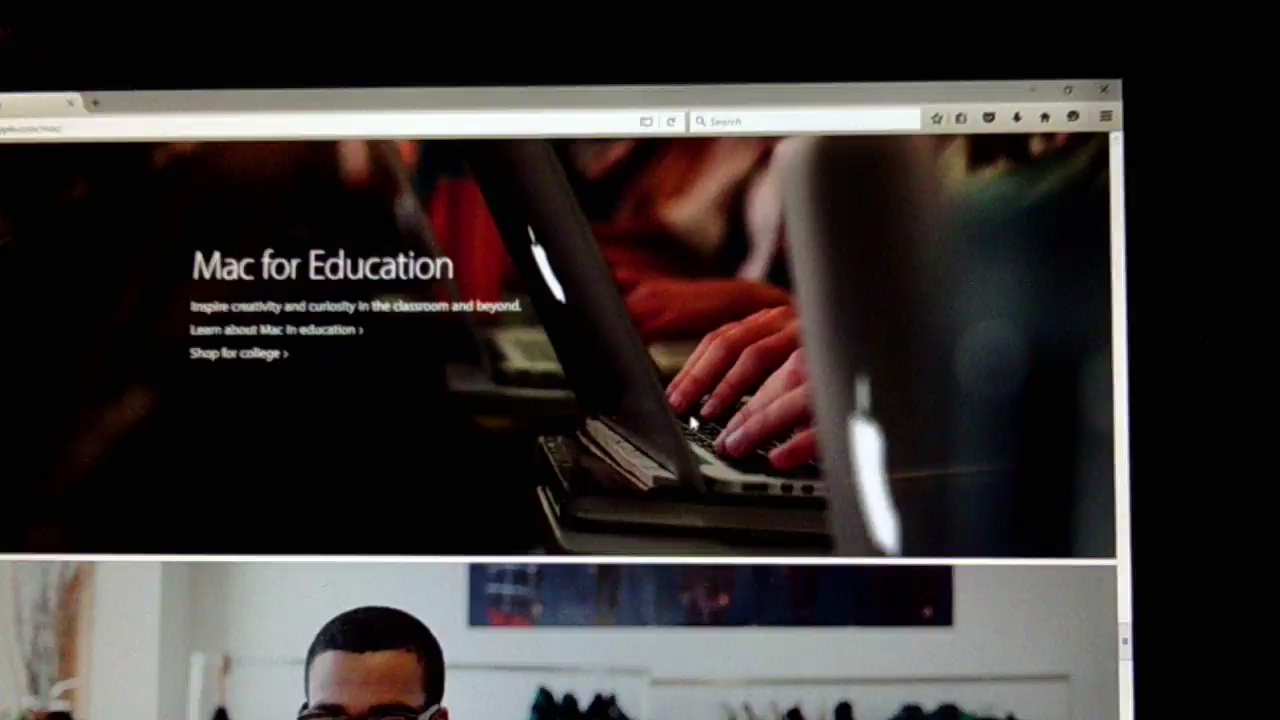 Search
Mac for Education
Inspire creativity and curiosity in the classroom and beyond.
Learn about Mac in education ›
Shop for college ›